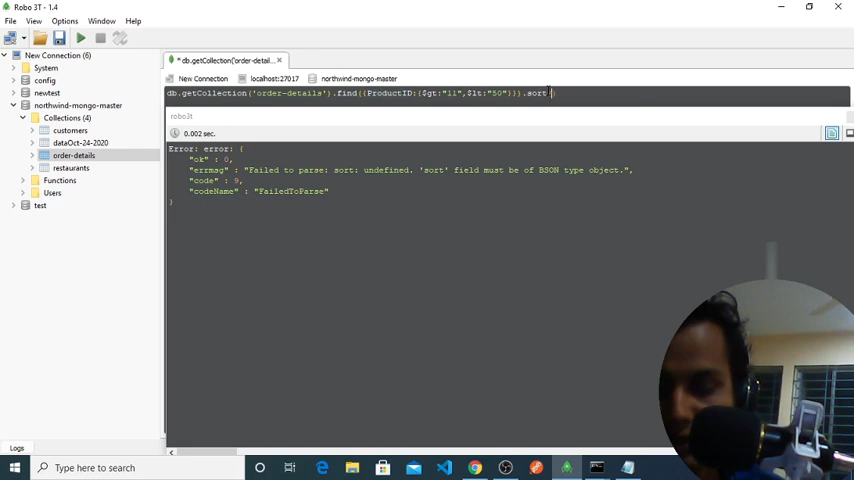 Robo 3T - 1.4
File View Options Window Help
New Connection (6)
System
config
newtest
northwind-mongo-master
Collections (4)
customers
dataOct-24-2020
order-details
restaurants
Functions
Users
test
* db.getCollection('order-detail...
New Connection localhost:27017 northwind-mongo-master
db.getCollection('order-details').find({ProductID:{$gt:"11",$lt:"50"}}).sort()
robo3t
0.002 sec.
Error: error: {
"ok" : 0,
"errmsg" : "Failed to parse: sort: undefined. 'sort' field must be of BSON type object.",
"code" : 9,
"codeName" : "FailedToParse"
}
Logs
Type here to search